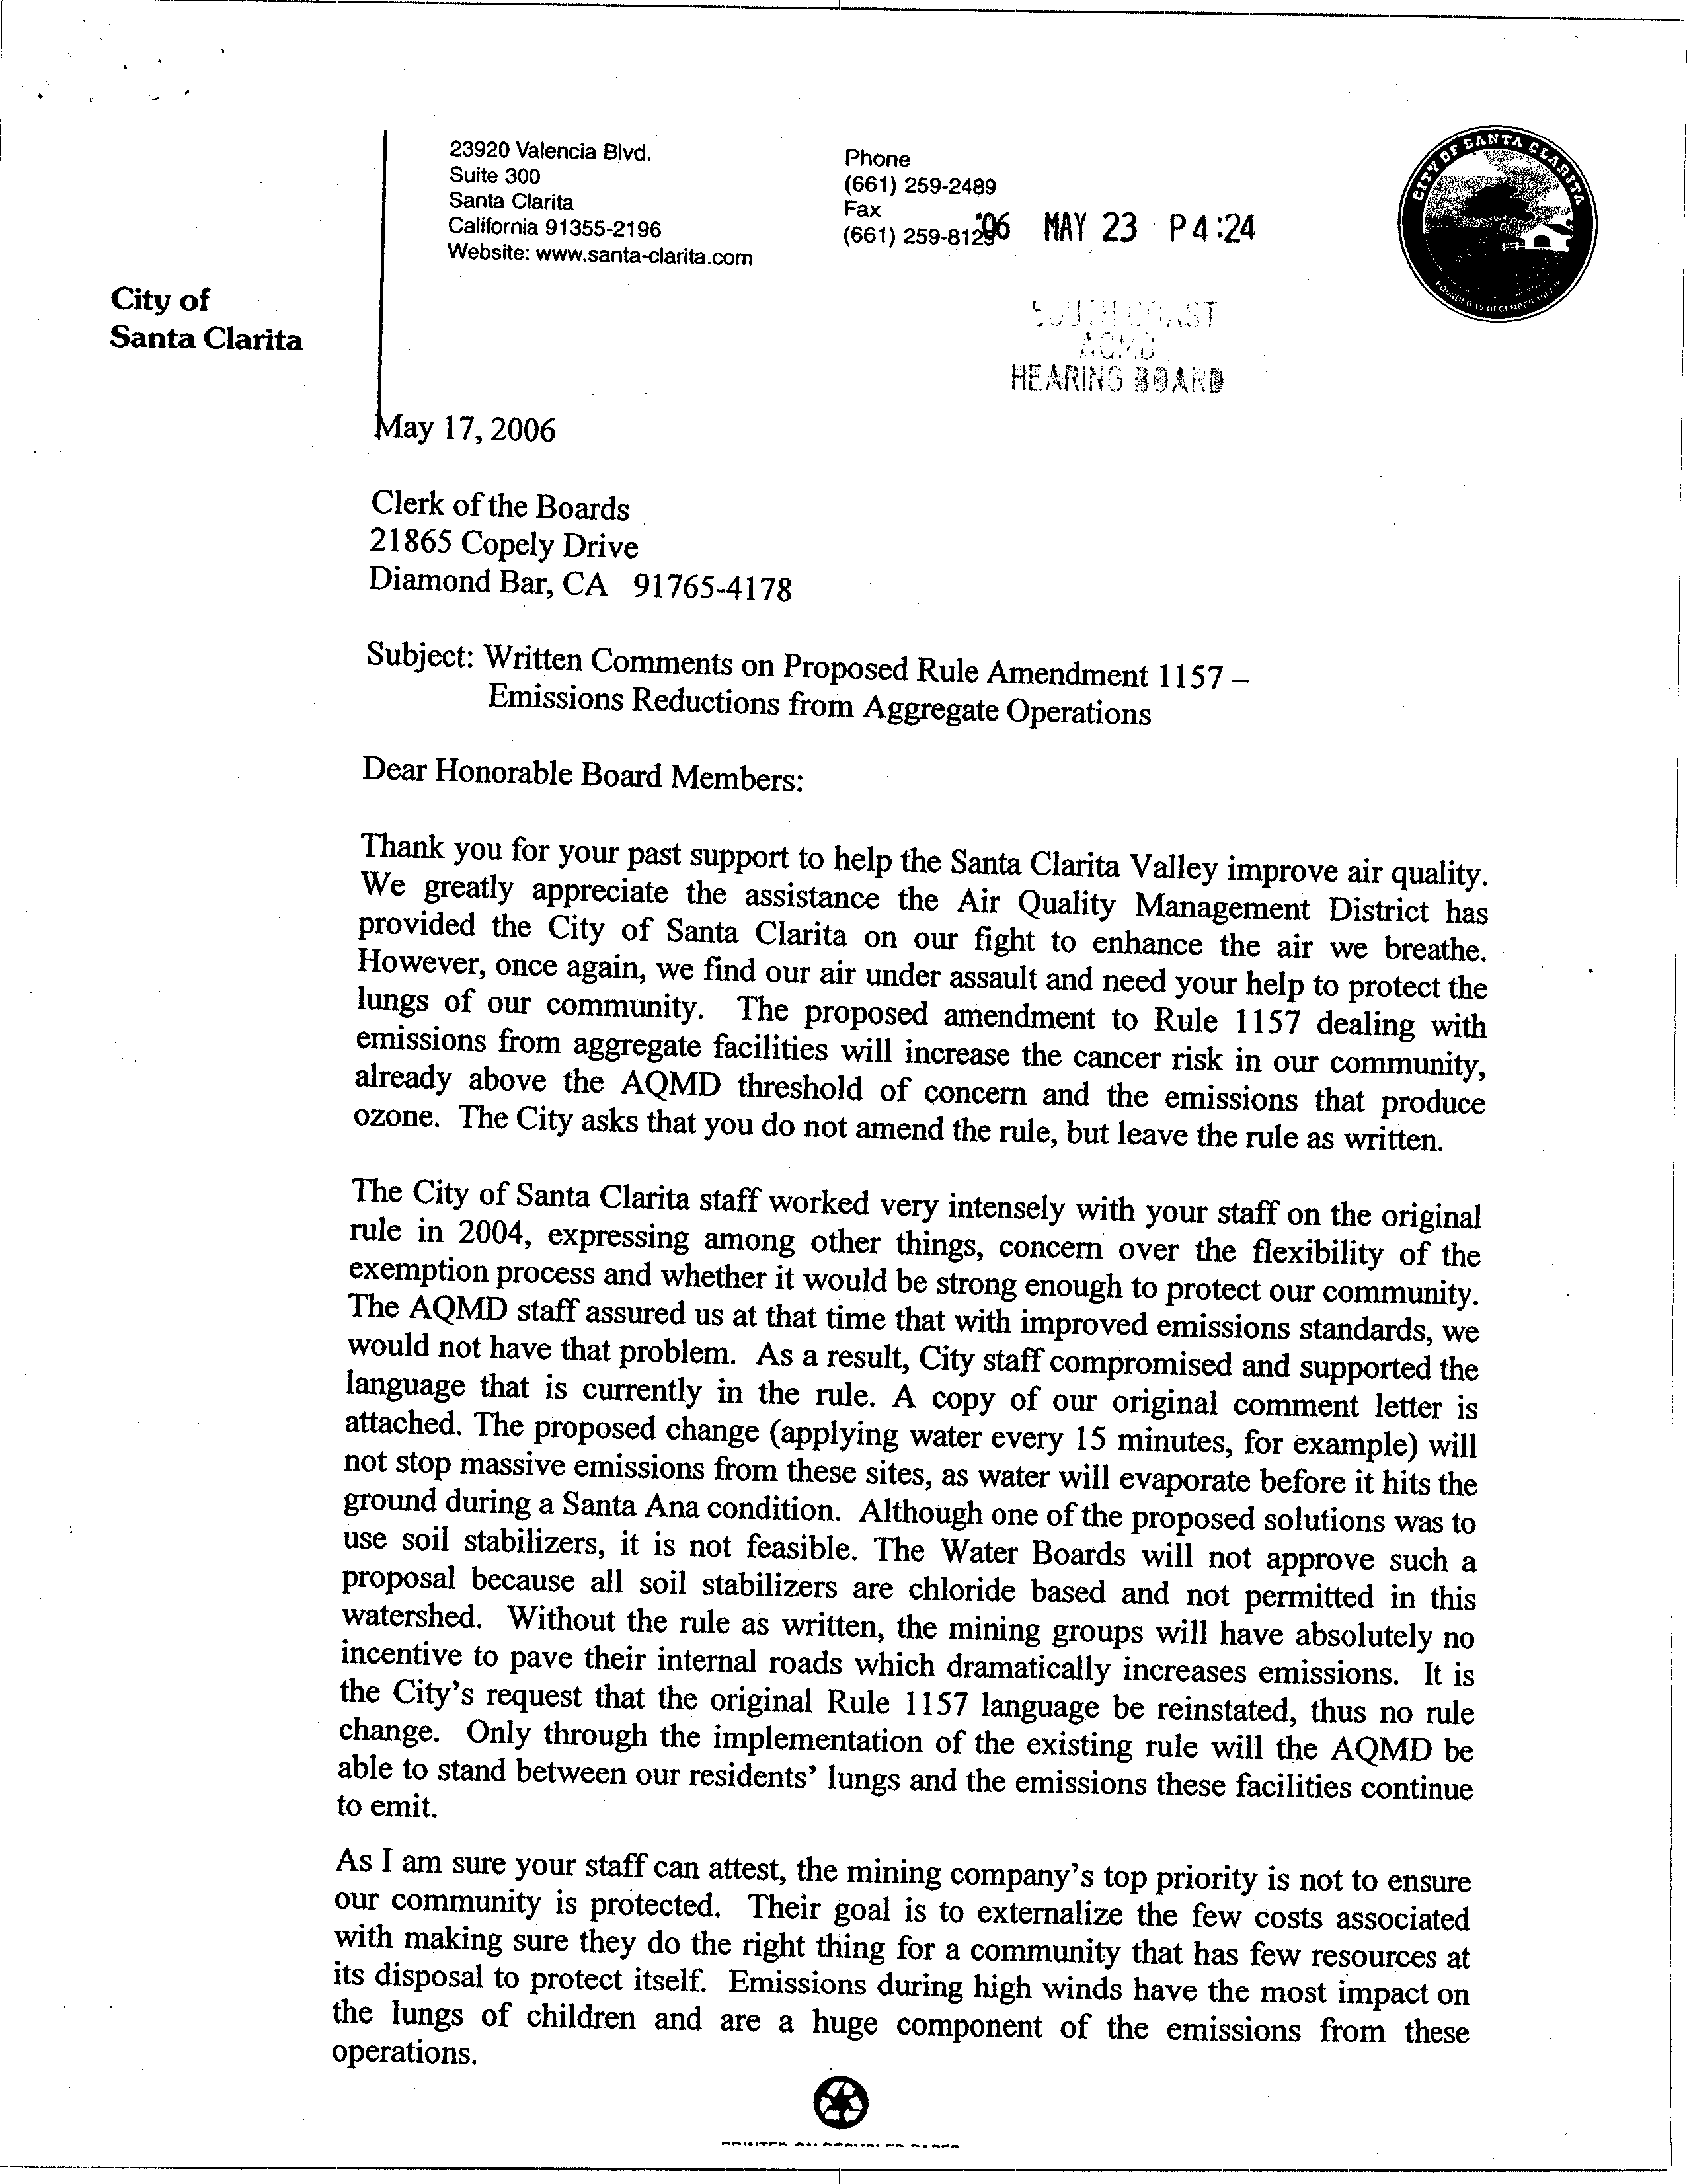 23920 Valencia Blvd.
Suite 300
Santa Clarita
California 91355-2196
Website: www.santa-clarita.com
Phone
(661) 259-2489
Fax
(661) 259-812
'06 MAY 23 P4:24
CITY OF SANTA CLARITA
FOUNDED 15 DECEMBER
City of
Santa Clarita
SOUTH COAST
AQMD
HEARING BOARD
May 17, 2006
Clerk of the Boards
21865 Copely Drive
Diamond Bar, CA 91765-4178
Subject: Written Comments on Proposed Rule Amendment 1157 –
Emissions Reductions from Aggregate Operations
Dear Honorable Board Members:
Thank you for your past support to help the Santa Clarita Valley improve air quality.
We greatly appreciate the assistance the Air Quality Management District has
provided the City of Santa Clarita on our fight to enhance the air we breathe.
However, once again, we find our air under assault and need your help to protect the
lungs of our community. The proposed amendment to Rule 1157 dealing with
emissions from aggregate facilities will increase the cancer risk in our community,
already above the AQMD threshold of concern and the emissions that produce
ozone. The City asks that you do not amend the rule, but leave the rule as written.
The City of Santa Clarita staff worked very intensely with your staff on the original
rule in 2004, expressing among other things, concern over the flexibility of the
exemption process and whether it would be strong enough to protect our community.
The AQMD staff assured us at that time that with improved emissions standards, we
would not have that problem. As a result, City staff compromised and supported the
language that is currently in the rule. A copy of our original comment letter is
attached. The proposed change (applying water every 15 minutes, for example) will
not stop massive emissions from these sites, as water will evaporate before it hits the
ground during a Santa Ana condition. Although one of the proposed solutions was to
use soil stabilizers, it is not feasible. The Water Boards will not approve such a
proposal because all soil stabilizers are chloride based and not permitted in this
watershed. Without the rule as written, the mining groups will have absolutely no
incentive to pave their internal roads which dramatically increases emissions. It is
the City's request that the original Rule 1157 language be reinstated, thus no rule
change. Only through the implementation of the existing rule will the AQMD be
able to stand between our residents' lungs and the emissions these facilities continue
to emit.
As I am sure your staff can attest, the mining company's top priority is not to ensure
our community is protected. Their goal is to externalize the few costs associated
with making sure they do the right thing for a community that has few resources at
its disposal to protect itself. Emissions during high winds have the most impact on
the lungs of children and are a huge component of the emissions from these
operations.
PRINTED ON RECYCLED PAPER